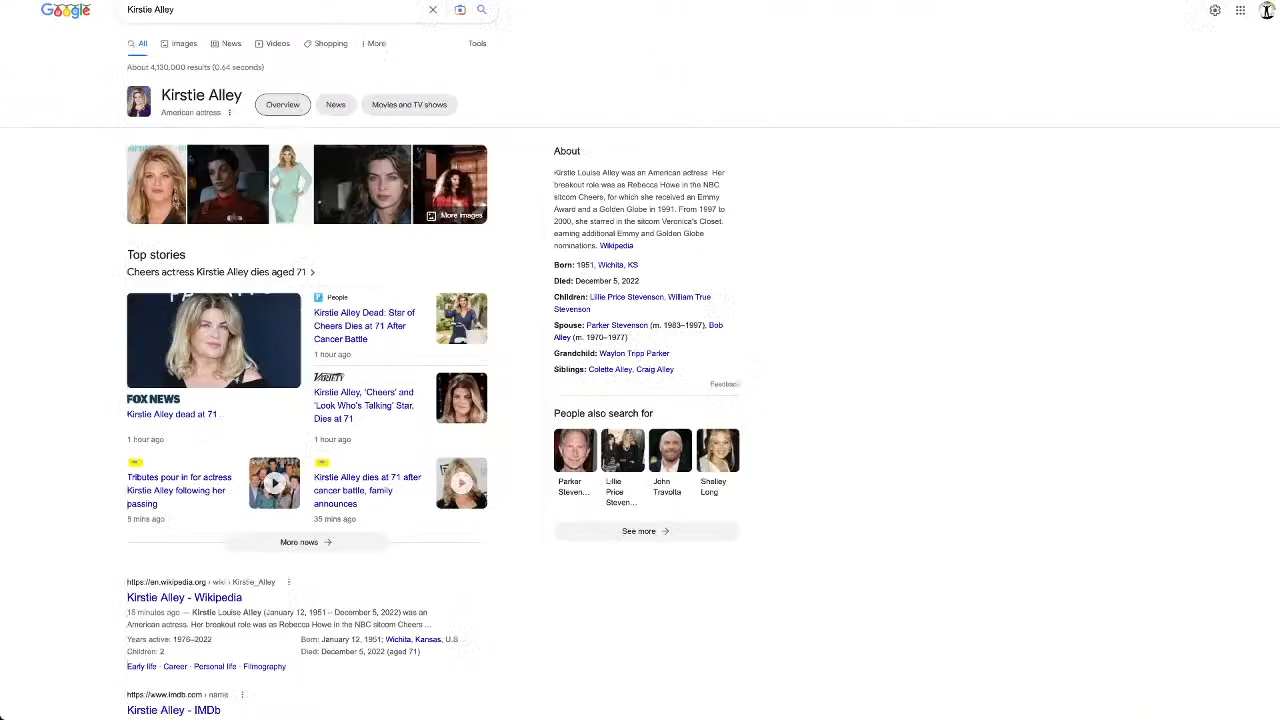 Google
Kirstie Alley
All
Images
News
Videos
Shopping
More
Tools
About 4,130,000 results (0.64 seconds)
Kirstie Alley
American actress
Overview
News
Movies and TV shows
More images
Top stories
Cheers actress Kirstie Alley dies aged 71
FOX NEWS
Kirstie Alley dead at 71
1 hour ago
People
Kirstie Alley Dead: Star of
Cheers Dies at 71 After
Cancer Battle
1 hour ago
VARIETY
Kirstie Alley, 'Cheers' and
'Look Who's Talking' Star,
Dies at 71
1 hour ago
Tributes pour in for actress
Kirstie Alley following her
passing
8 mins ago
Kirstie Alley dies at 71 after
cancer battle, family
announces
35 mins ago
More news
https://en.wikipedia.org › wiki › Kirstie_Alley
Kirstie Alley - Wikipedia
15 minutes ago — Kirstie Louise Alley (January 12, 1951 – December 5, 2022) was an
American actress. Her breakout role was as Rebecca Howe in the NBC sitcom Cheers ...
Years active: 1976–2022
Born: January 12, 1951; Wichita, Kansas, U.S
Children: 2
Died: December 5, 2022 (aged 71)
Early life · Career · Personal life · Filmography
https://www.imdb.com › name
Kirstie Alley - IMDb
About
Kirstie Louise Alley was an American actress. Her
breakout role was as Rebecca Howe in the NBC
sitcom Cheers, for which she received an Emmy
Award and a Golden Globe in 1991. From 1997 to
2000, she starred in the sitcom Veronica's Closet,
earning additional Emmy and Golden Globe
nominations. Wikipedia
Born: 1951, Wichita, KS
Died: December 5, 2022
Children: Lillie Price Stevenson, William True
Stevenson
Spouse: Parker Stevenson (m. 1983–1997), Bob
Alley (m. 1970–1977)
Grandchild: Waylon Tripp Parker
Siblings: Colette Alley, Craig Alley
Feedback
People also search for
Parker
Steven...
Lillie
Price
Steven...
John
Travolta
Shelley
Long
See more